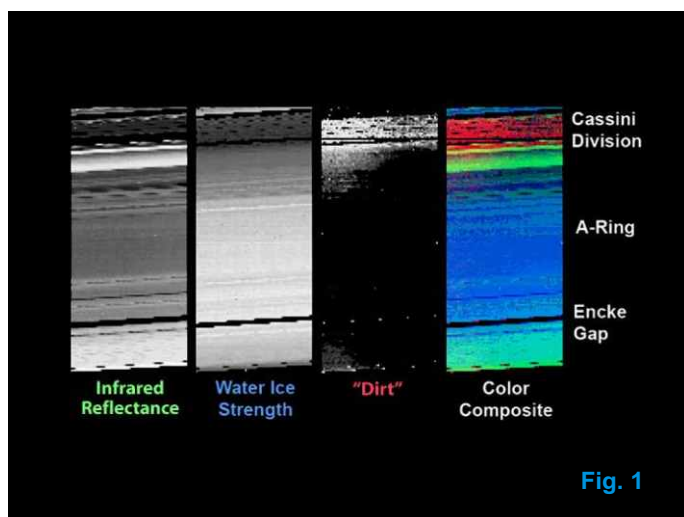 Cassini
Division
A-Ring
Encke
Gap
Infrared
Reflectance
Water Ice
Strength
“Dirt”
Color
Composite
Fig. 1